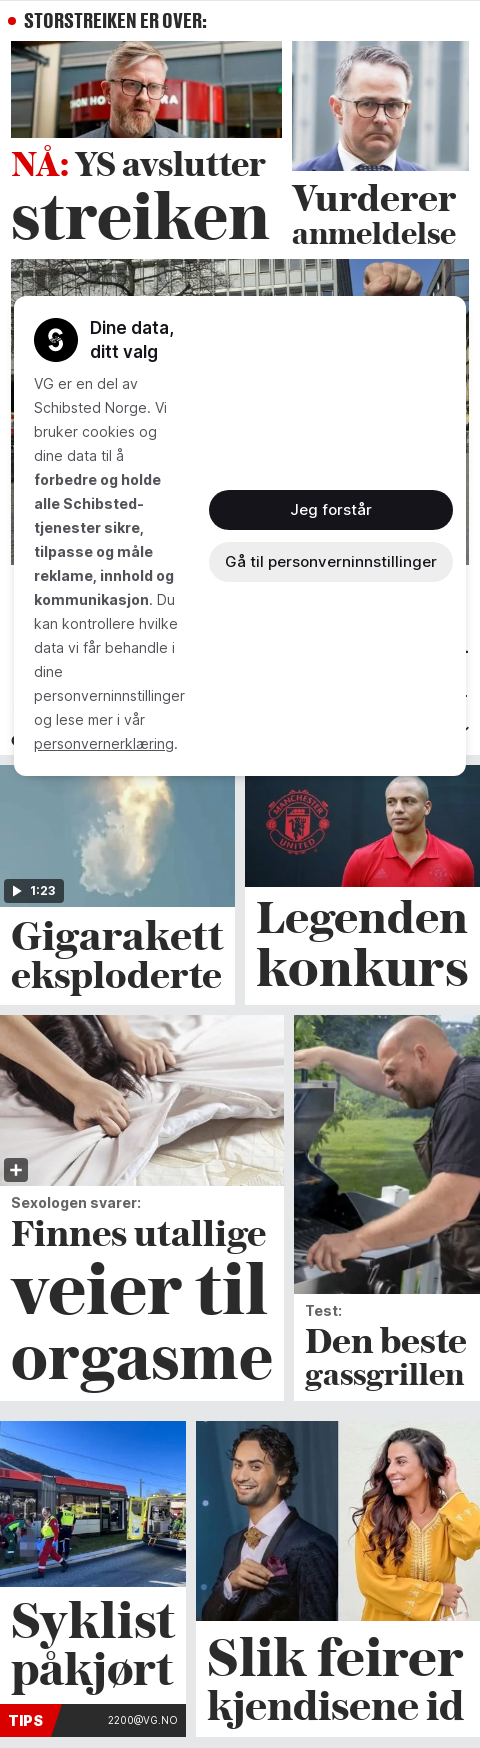 STORSTREIKEN ER OVER:
NÅ: YS avslutter
streiken
Vurderer
anmeldelse
Dine data,
ditt valg
VG er en del av
Schibsted Norge. Vi
bruker cookies og
dine data til å
forbedre og holde
alle Schibsted-
tjenester sikre,
tilpasse og måle
reklame, innhold og
kommunikasjon. Du
kan kontrollere hvilke
data vi får behandle i
dine
personverninnstillinger
og lese mer i vår
personvernerklæring.
Jeg forstår
Gå til personverninnstillinger
1:23
Gigarakett
eksploderte
MANCHESTER
UNITED
Legenden
konkurs
Sexologen svarer:
Finnes utallige
veier til
orgasme
Test:
Den beste
gassgrillen
Syklist
påkjørt
TIPS
2200@VG.NO
Slik feirer
kjendisene id